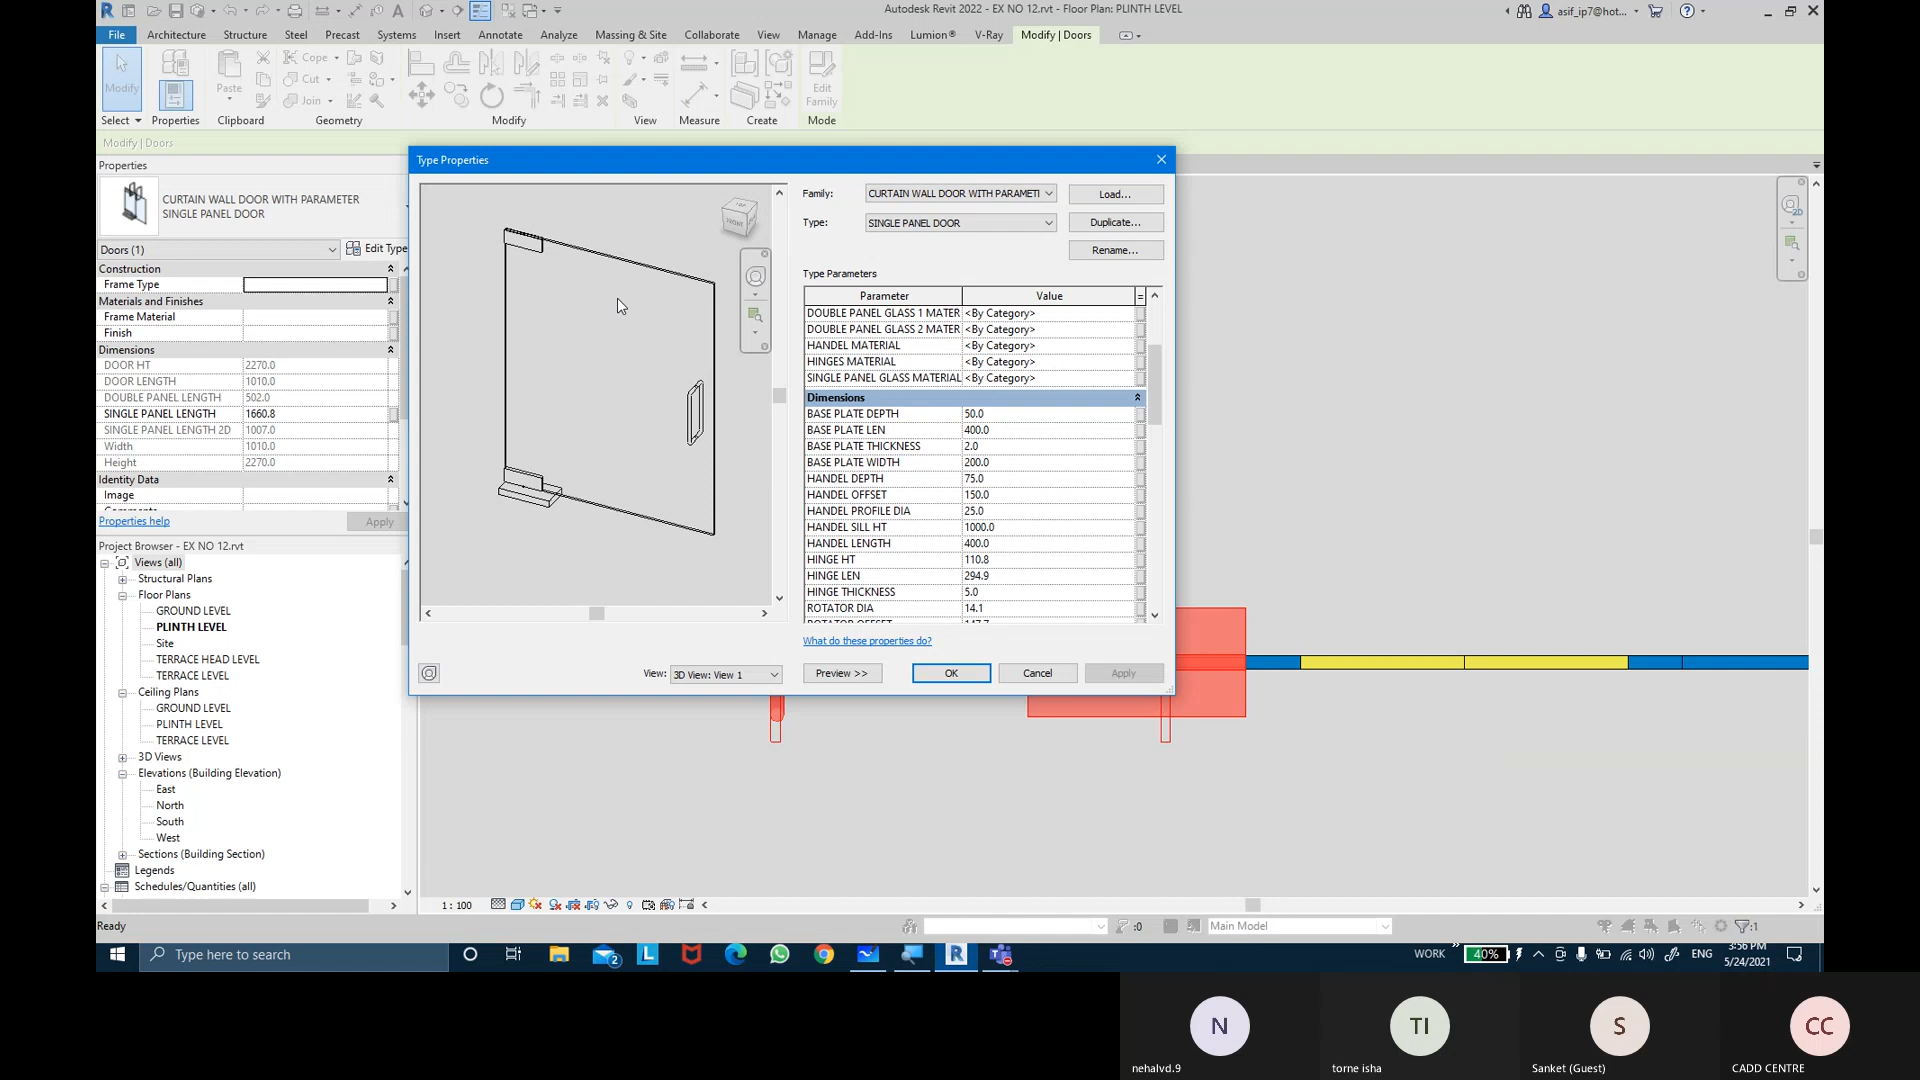 Autodesk Revit 2022 - EX NO 12.rvt - Floor Plan: PLINTH LEVEL
asif_ip7@hot...
File Architecture Structure Steel Precast Systems Insert Annotate Analyze Massing & Site Collaborate View Manage Add-Ins Lumion® V-Ray Modify | Doors
Modify
Paste
Cope
Cut
Join
Edit
Family
Select Properties Clipboard Geometry Modify View Measure Create Mode
Modify | Doors
Properties
CURTAIN WALL DOOR WITH PARAMETER
SINGLE PANEL DOOR
Doors (1)
Edit Type
Construction
Frame Type
Materials and Finishes
Frame Material
Finish
Dimensions
DOOR HT 2270.0
DOOR LENGTH 1010.0
DOUBLE PANEL LENGTH 502.0
SINGLE PANEL LENGTH 1660.8
SINGLE PANEL LENGTH 2D 1007.0
Width 1010.0
Height 2270.0
Identity Data
Image
Properties help
Apply
Project Browser - EX NO 12.rvt
Views (all)
Structural Plans
Floor Plans
GROUND LEVEL
PLINTH LEVEL
Site
TERRACE HEAD LEVEL
TERRACE LEVEL
Ceiling Plans
GROUND LEVEL
PLINTH LEVEL
TERRACE LEVEL
3D Views
Elevations (Building Elevation)
East
North
South
West
Sections (Building Section)
Legends
Schedules/Quantities (all)
Type Properties
FRONT
Family: CURTAIN WALL DOOR WITH PARAMETI
Load...
Type: SINGLE PANEL DOOR
Duplicate...
Rename...
Type Parameters
Parameter Value =
DOUBLE PANEL GLASS 1 MATER <By Category>
DOUBLE PANEL GLASS 2 MATER <By Category>
HANDEL MATERIAL <By Category>
HINGES MATERIAL <By Category>
SINGLE PANEL GLASS MATERIAL <By Category>
Dimensions
BASE PLATE DEPTH 50.0
BASE PLATE LEN 400.0
BASE PLATE THICKNESS 2.0
BASE PLATE WIDTH 200.0
HANDEL DEPTH 75.0
HANDEL OFFSET 150.0
HANDEL PROFILE DIA 25.0
HANDEL SILL HT 1000.0
HANDEL LENGTH 400.0
HINGE HT 110.8
HINGE LEN 294.9
HINGE THICKNESS 5.0
ROTATOR DIA 14.1
ROTATOR OFFSET 147.7
What do these properties do?
View: 3D View: View 1
Preview >>
OK
Cancel
Apply
2D
1 : 100
Ready
:0
Main Model
:1
Type here to search
2
WORK
40%
ENG
3:56 PM
5/24/2021
N
TI
S
CC
nehalvd.9
torne isha
Sanket (Guest)
CADD CENTRE